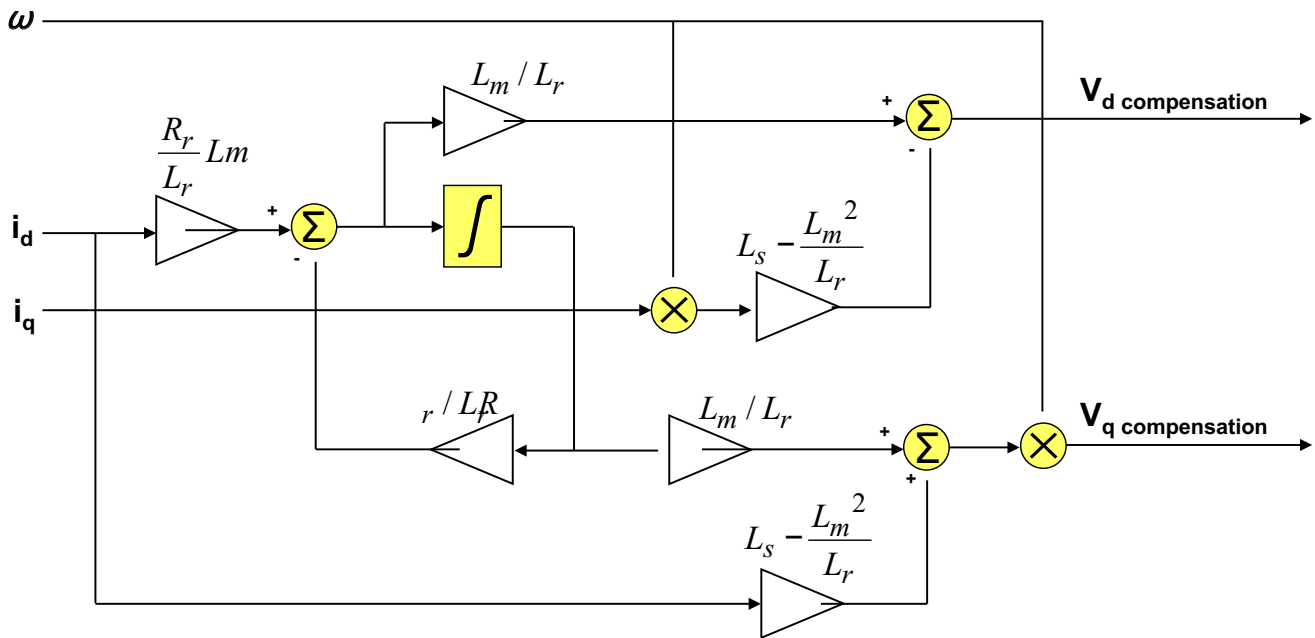 ω
L_m / L_r
+
Σ
-
V_d compensation
R_r
L_r
Lm
i_d
+
Σ
-
∫
L_s − L_m^2
L_r
i_q
×
r / L_rR
L_m / L_r
+
Σ
+
×
V_q compensation
L_s − L_m^2
L_r